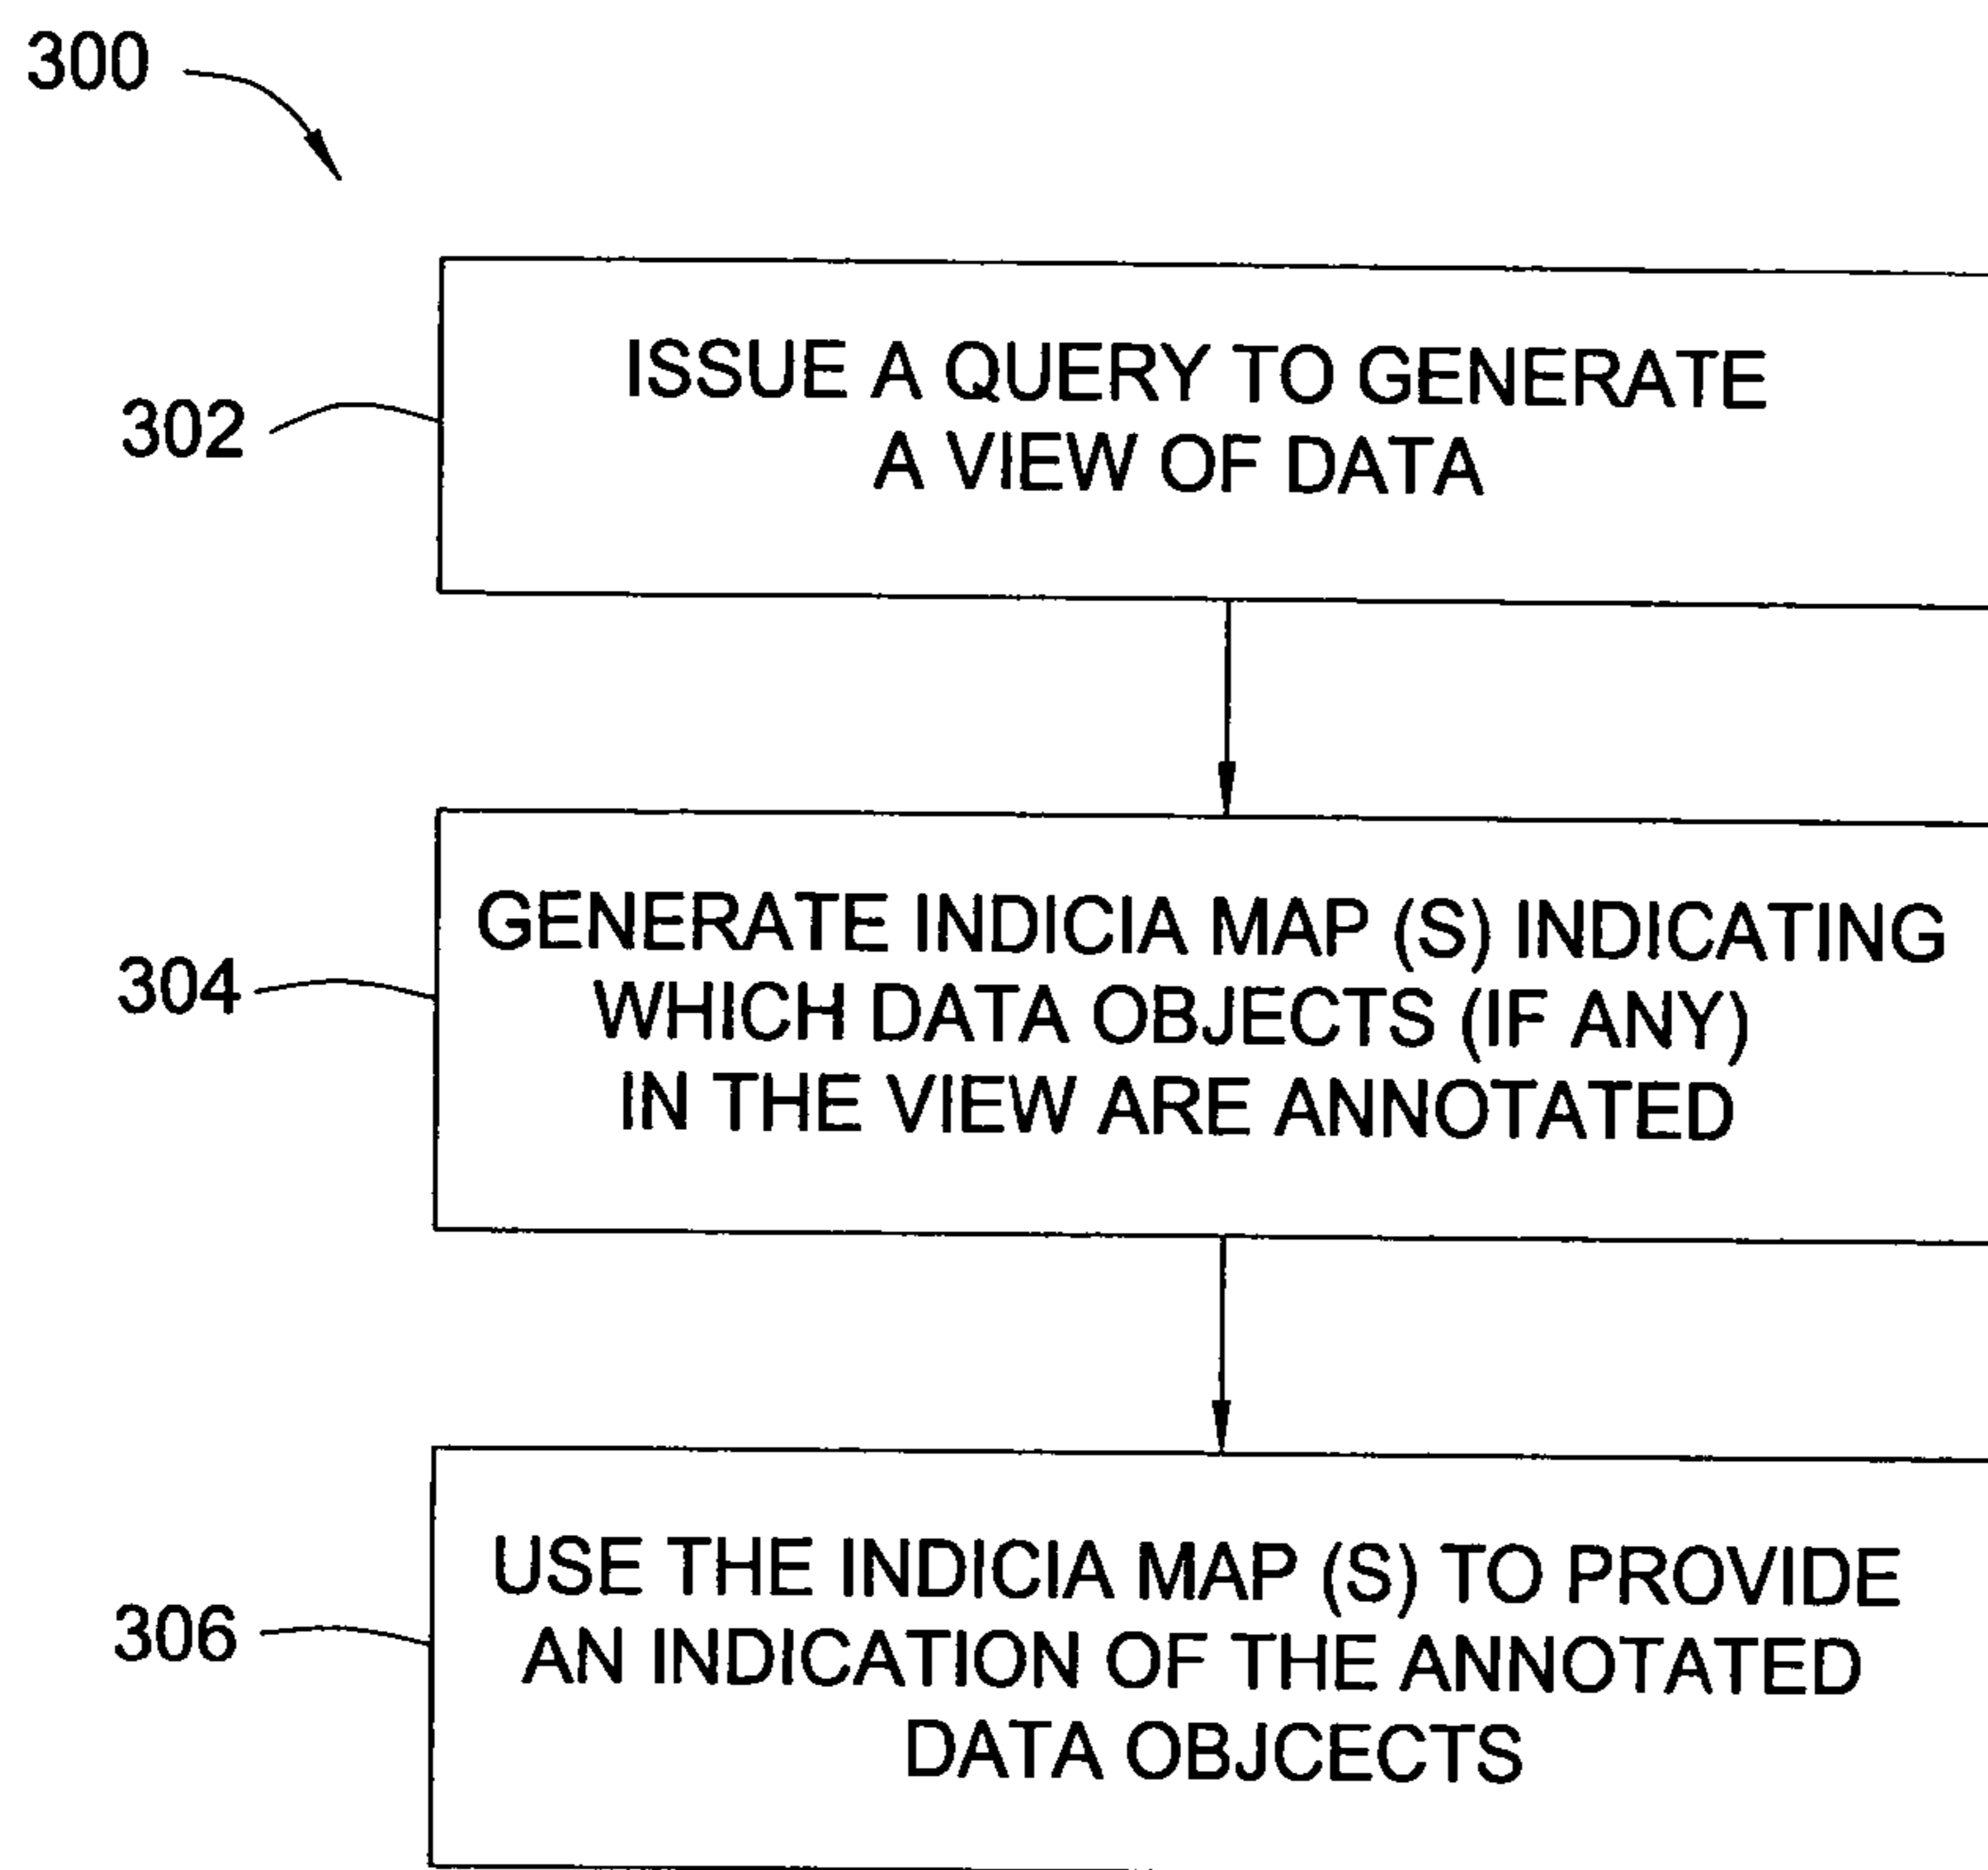 300
302
ISSUE A QUERY TO GENERATE
A VIEW OF DATA
304
GENERATE INDICIA MAP (S) INDICATING
WHICH DATA OBJECTS (IF ANY)
IN THE VIEW ARE ANNOTATED
306
USE THE INDICIA MAP (S) TO PROVIDE
AN INDICATION OF THE ANNOTATED
DATA OBJCECTS